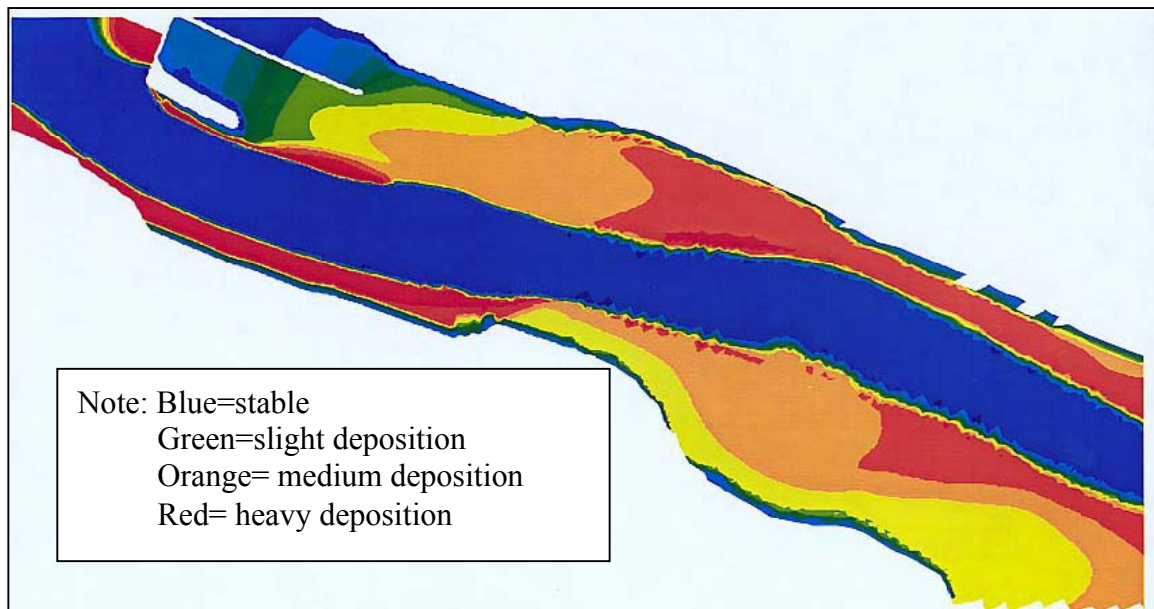 Note: Blue=stable
Green=slight deposition
Orange= medium deposition
Red= heavy deposition